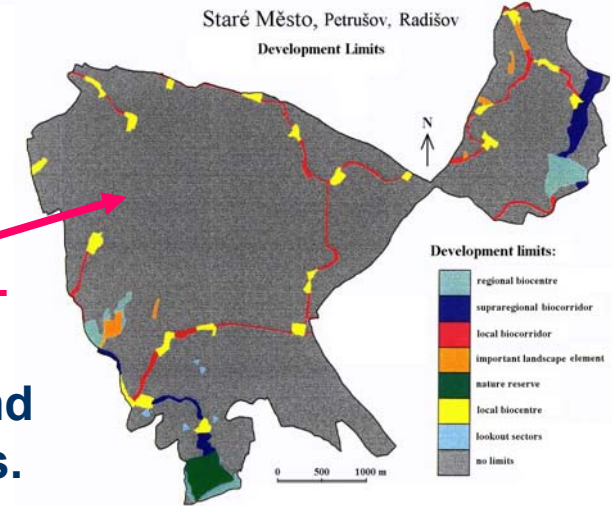 Staré Město, Petrušov, Radišov
Development Limits
N
Development limits:
regional biocentre
supraregional biocorridor
local biocorridor
important landscape element
nature reserve
local biocentre
lookout sectors
no limits
0 500 1000 m
nd
s.